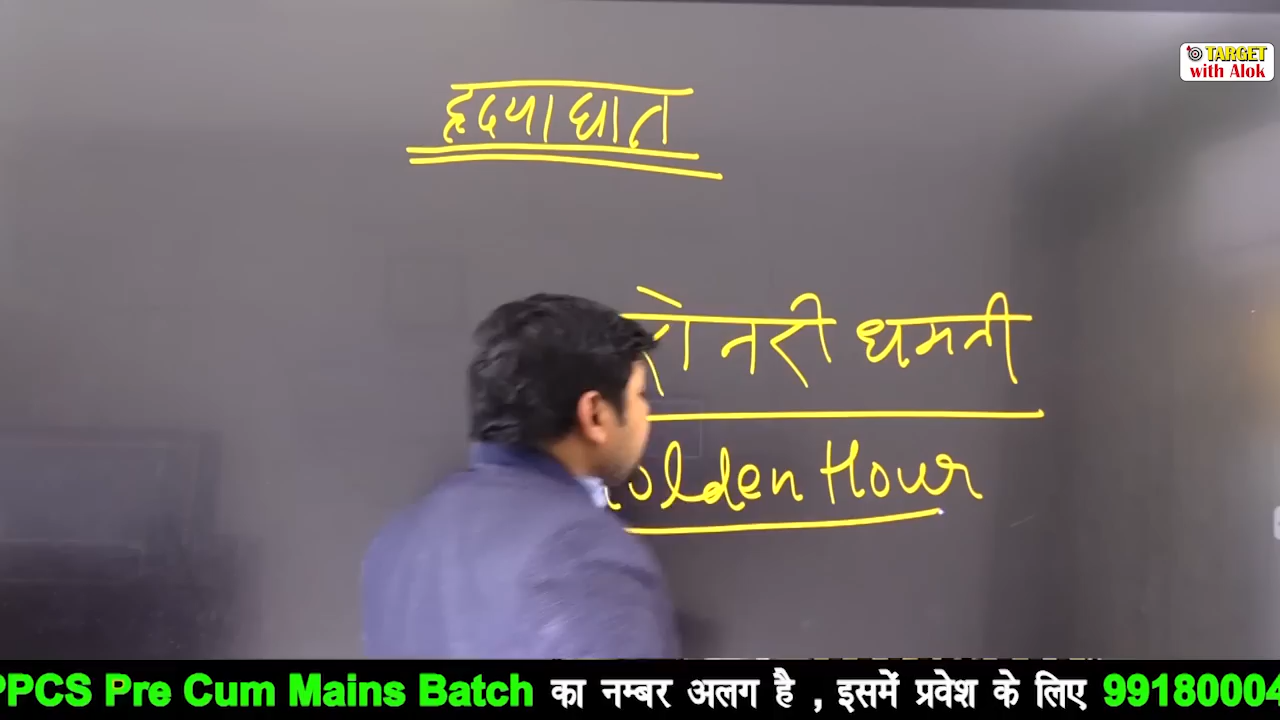 TARGET
with Alok
हृदयाघात
रोनरी धमनी
olden Hour
PPCS Pre Cum Mains Batch का नम्बर अलग है , इसमें प्रवेश के लिए 99180004